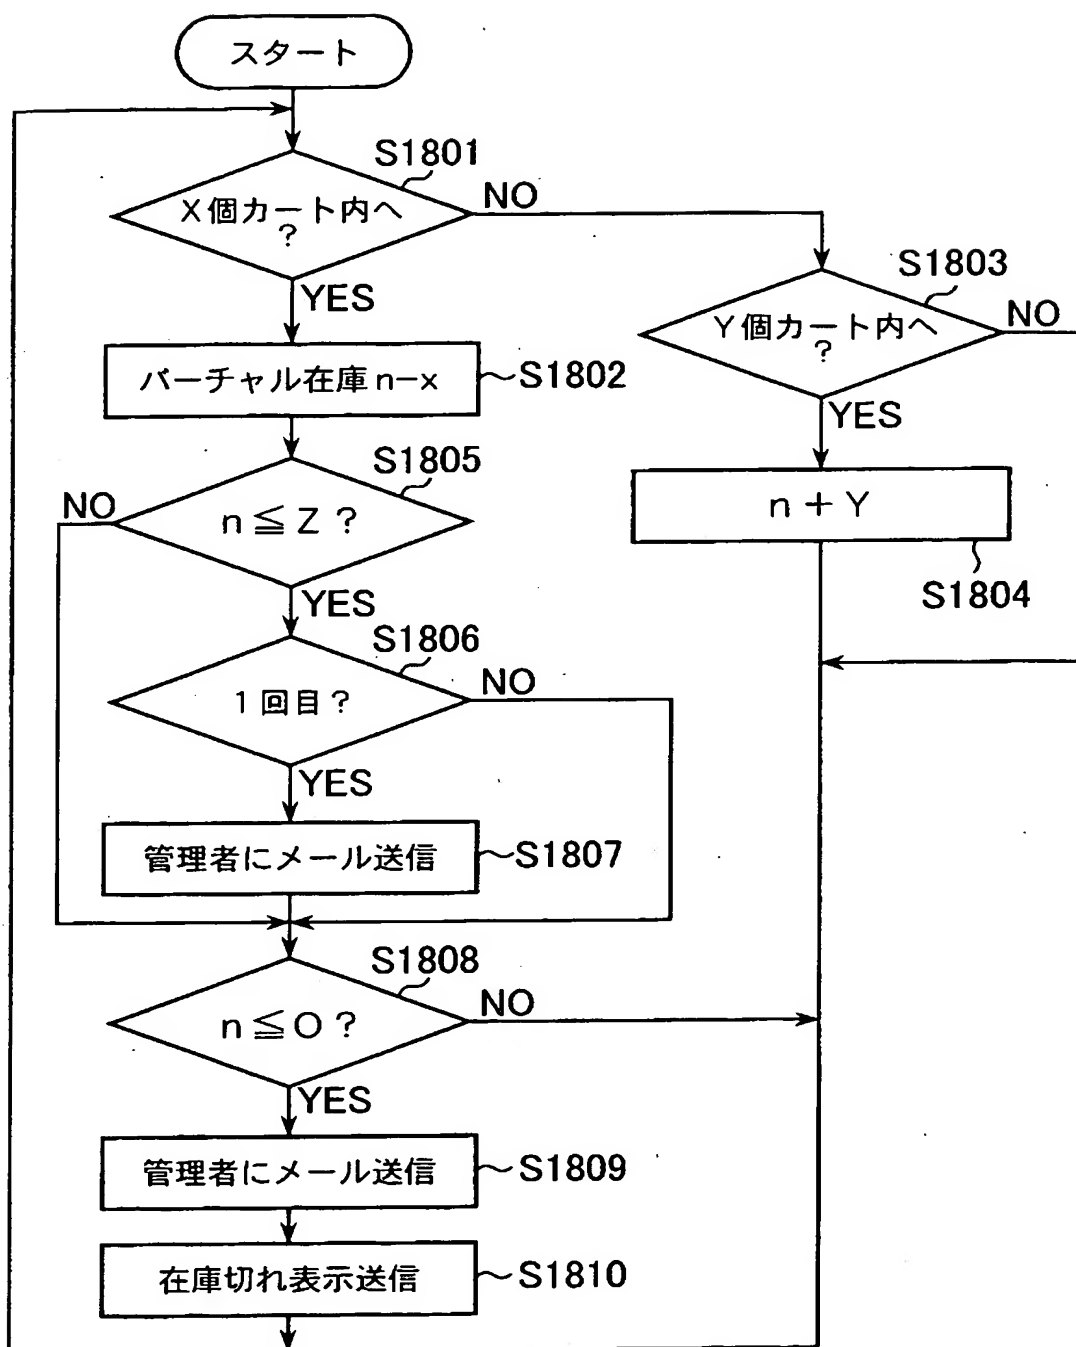 スタート
S1801
X個カート内へ
?
NO
YES
S1803
Y個カート内へ
?
NO
YES
バーチャル在庫n-x
S1802
n+Y
S1804
S1805
n≦Z?
NO
YES
S1806
1回目?
NO
YES
管理者にメール送信
S1807
S1808
n≦O?
NO
YES
管理者にメール送信
S1809
在庫切れ表示送信
S1810